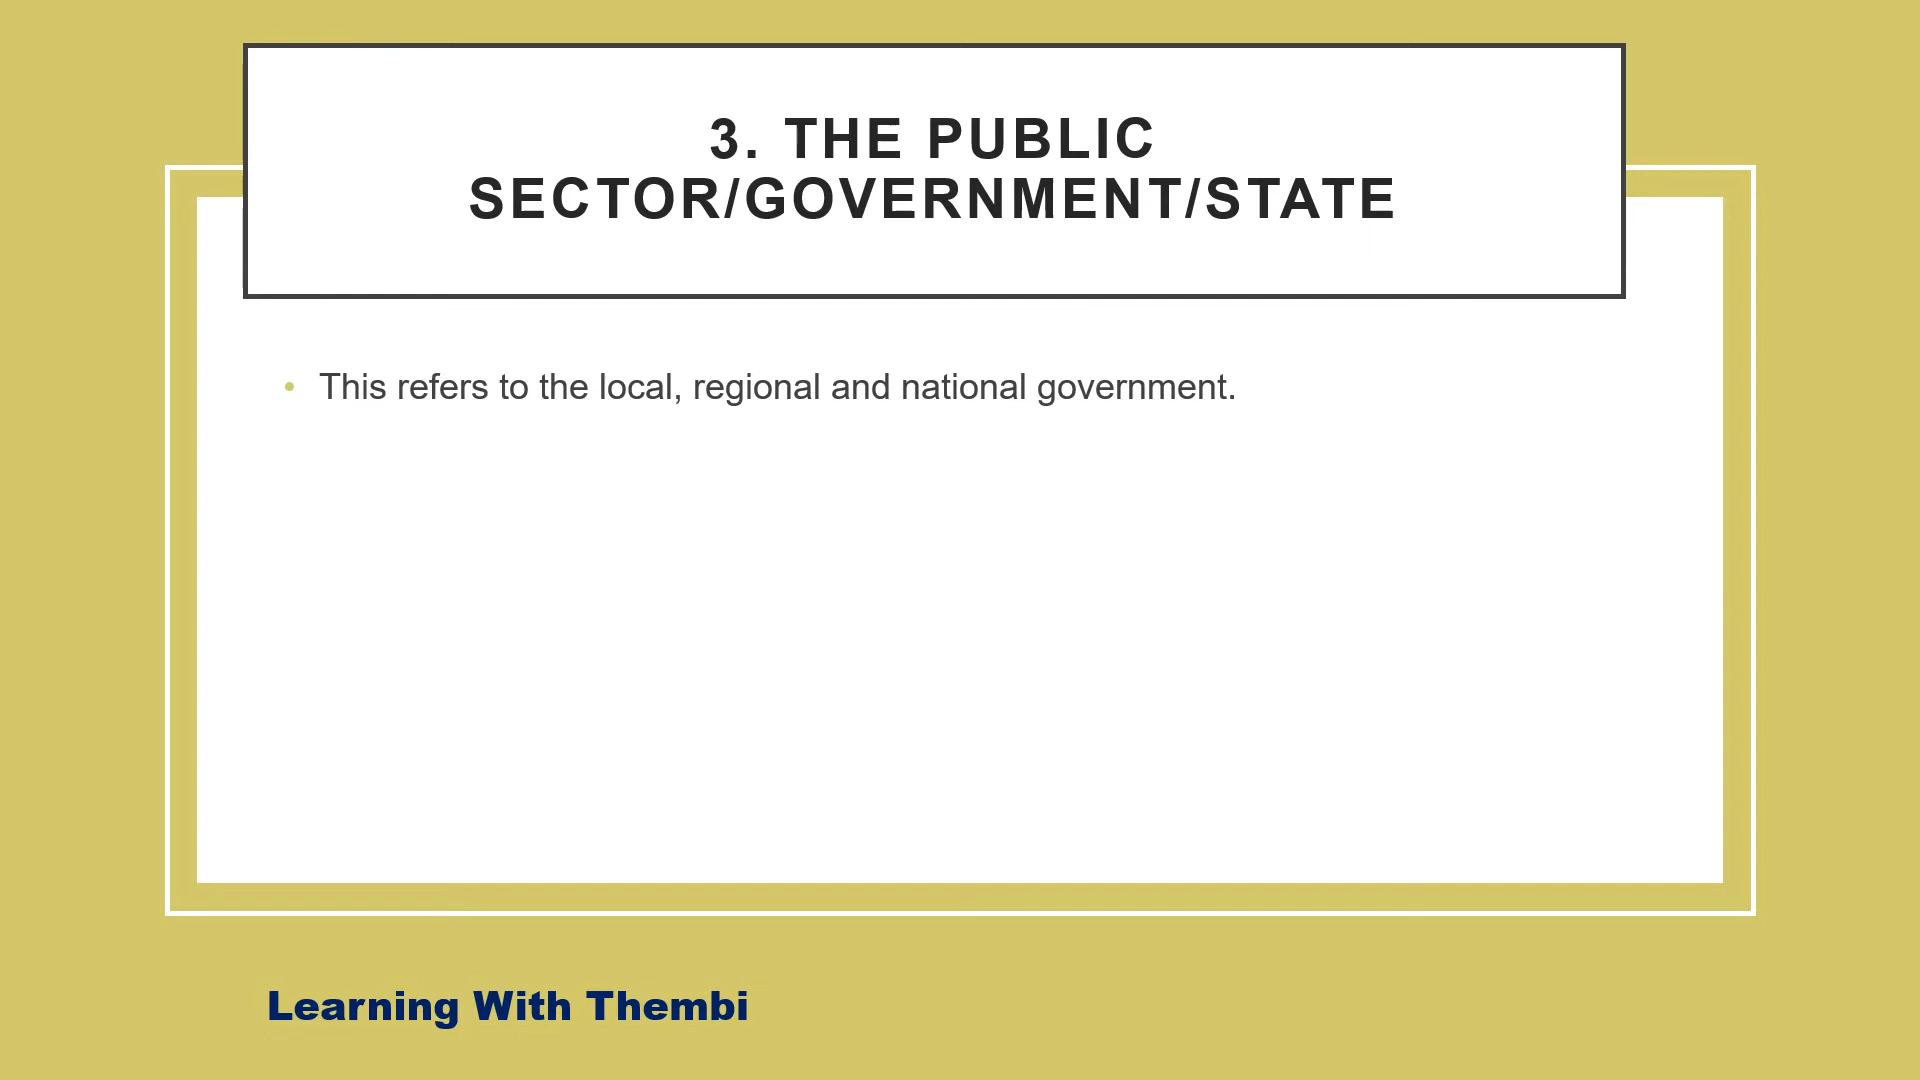 3. THE PUBLIC
SECTOR/GOVERNMENT/STATE
• This refers to the local, regional and national government.
Learning With Thembi